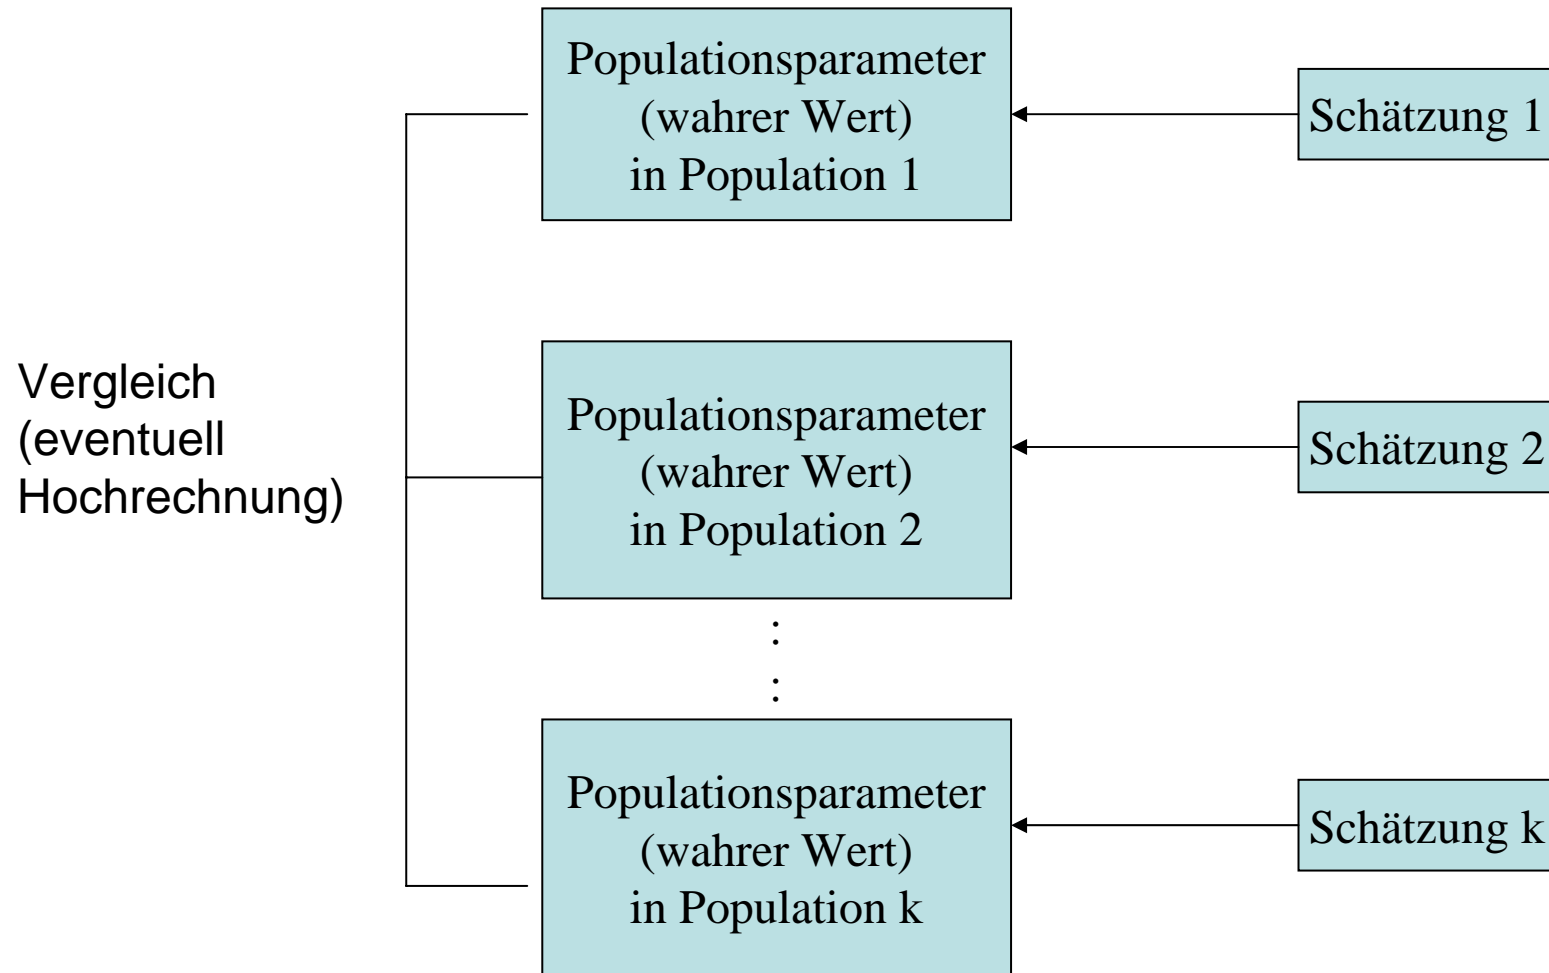 Populationsparameter
(wahrer Wert)
in Population 1
Schätzung 1
Vergleich
(eventuell
Hochrechnung)
Populationsparameter
(wahrer Wert)
in Population 2
Schätzung 2
:
:
Populationsparameter
(wahrer Wert)
in Population k
Schätzung k